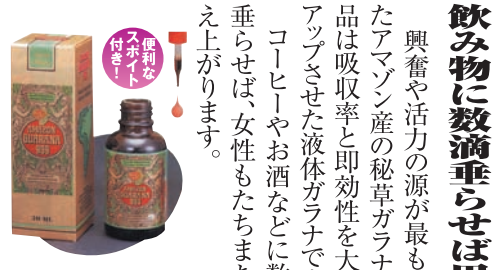 飲み物に数滴垂らせば
興奮や活力の源が最も
たアマゾン産の秘草ガラナ
品は吸収率と即効性を大
アップさせた液体ガラナで
コーヒーやお酒などに数
垂らせば、女性もたちま
え上がります。
便利な
スポイト
付き!
GUARANA
30 ML